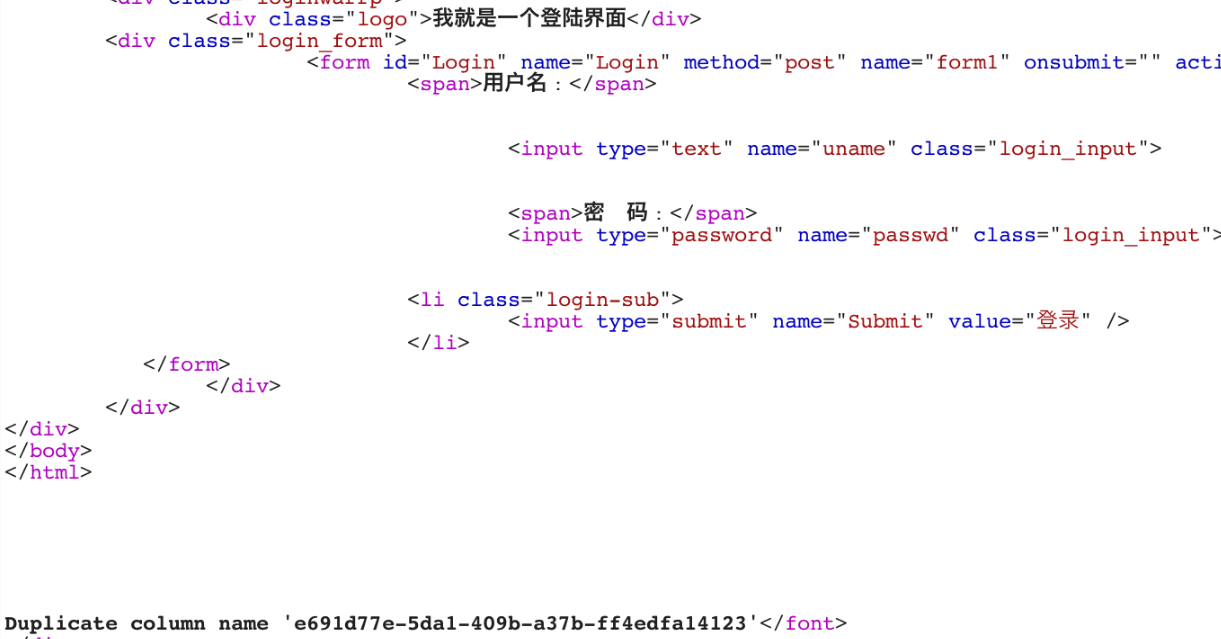 <div class="loginwarrp">
<div class="logo">我就是一个登陆界面</div>
<div class="login_form">
<form id="Login" name="Login" method="post" name="form1" onsubmit="" acti
<span>用户名：</span>
<input type="text" name="uname" class="login_input">
<span>密　码：</span>
<input type="password" name="passwd" class="login_input">
<li class="login-sub">
<input type="submit" name="Submit" value="登录" />
</li>
</form>
</div>
</div>
</div>
</body>
</html>
Duplicate column name 'e691d77e-5da1-409b-a37b-ff4edfa14123'</font>